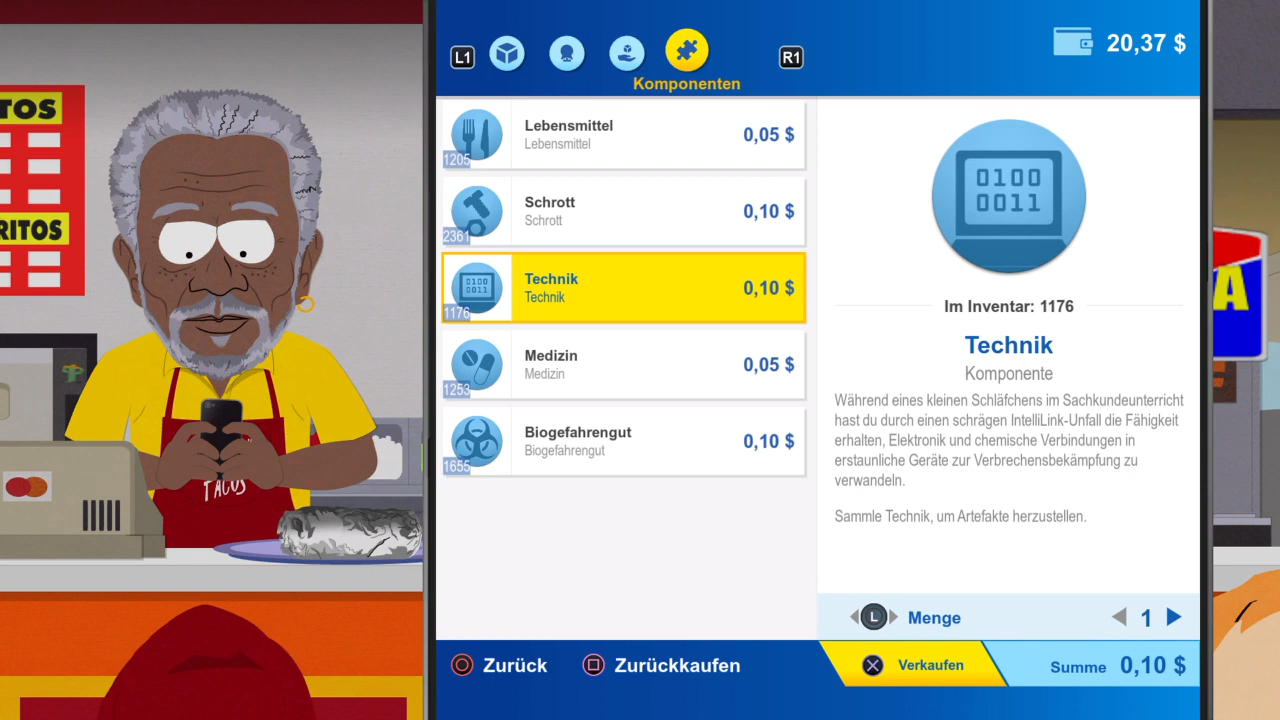 TOS
RITOS
TACOS
L1
R1
Komponenten
20,37 $
1205
Lebensmittel
Lebensmittel
0,05 $
2361
Schrott
Schrott
0,10 $
1176
Technik
Technik
0,10 $
1253
Medizin
Medizin
0,05 $
1655
Biogefahrengut
Biogefahrengut
0,10 $
0100
0011
0100
0011
Im Inventar: 1176
Technik
Komponente
Während eines kleinen Schläfchens im Sachkundeunterricht
hast du durch einen schrägen IntelliLink-Unfall die Fähigkeit
erhalten, Elektronik und chemische Verbindungen in
erstaunliche Geräte zur Verbrechensbekämpfung zu
verwandeln.
Sammle Technik, um Artefakte herzustellen.
L
Menge
1
Zurück
Zurückkaufen
Verkaufen
Summe
0,10 $
A